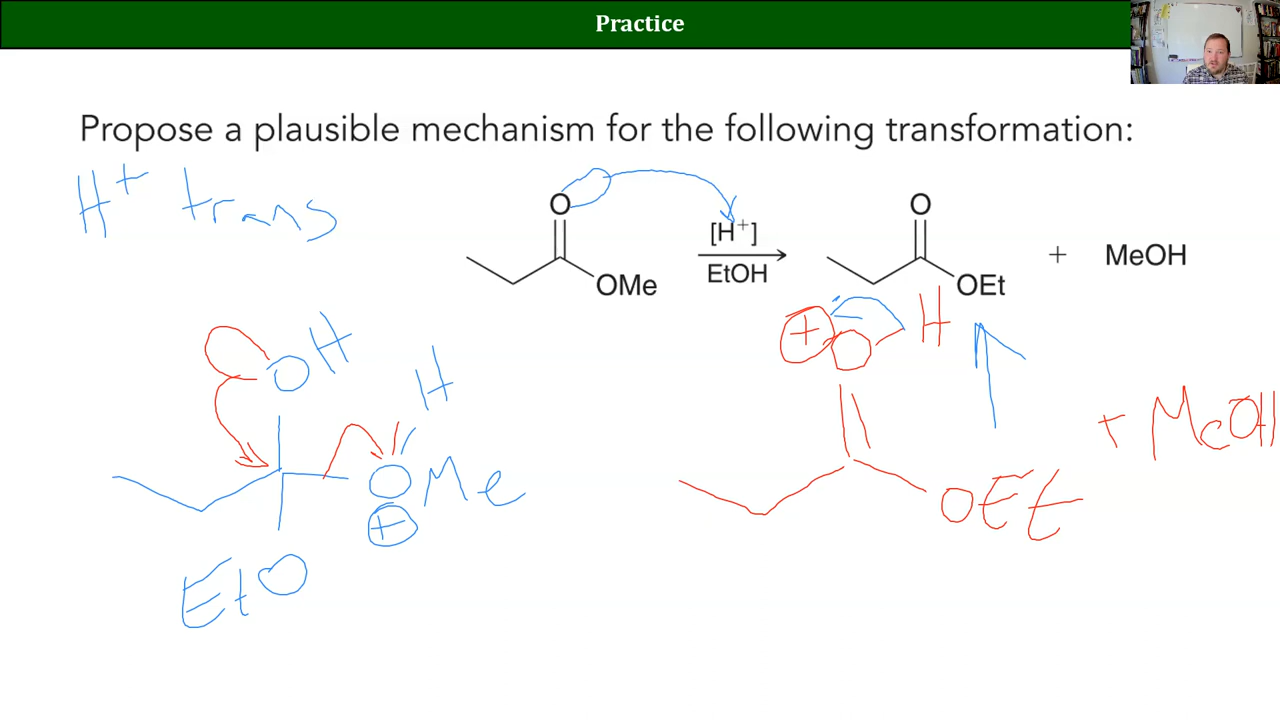 Practice
Propose a plausible mechanism for the following transformation:
H+ trans
O
OMe
[H+]
EtOH
O
OEt
+
MeOH
OH
H
OMe
+
EtO
+
O
H
OEt
+ MeOH